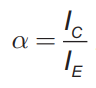 α = I_C / I_E